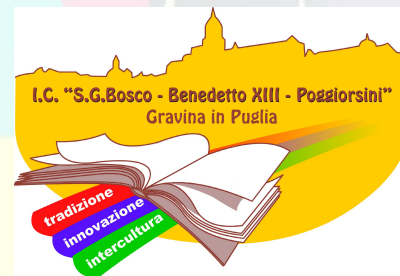 I.C. “S.G.Bosco - Benedetto XIII - Poggiorsini”
Gravina in Puglia
tradizione
innovazione
intercultura